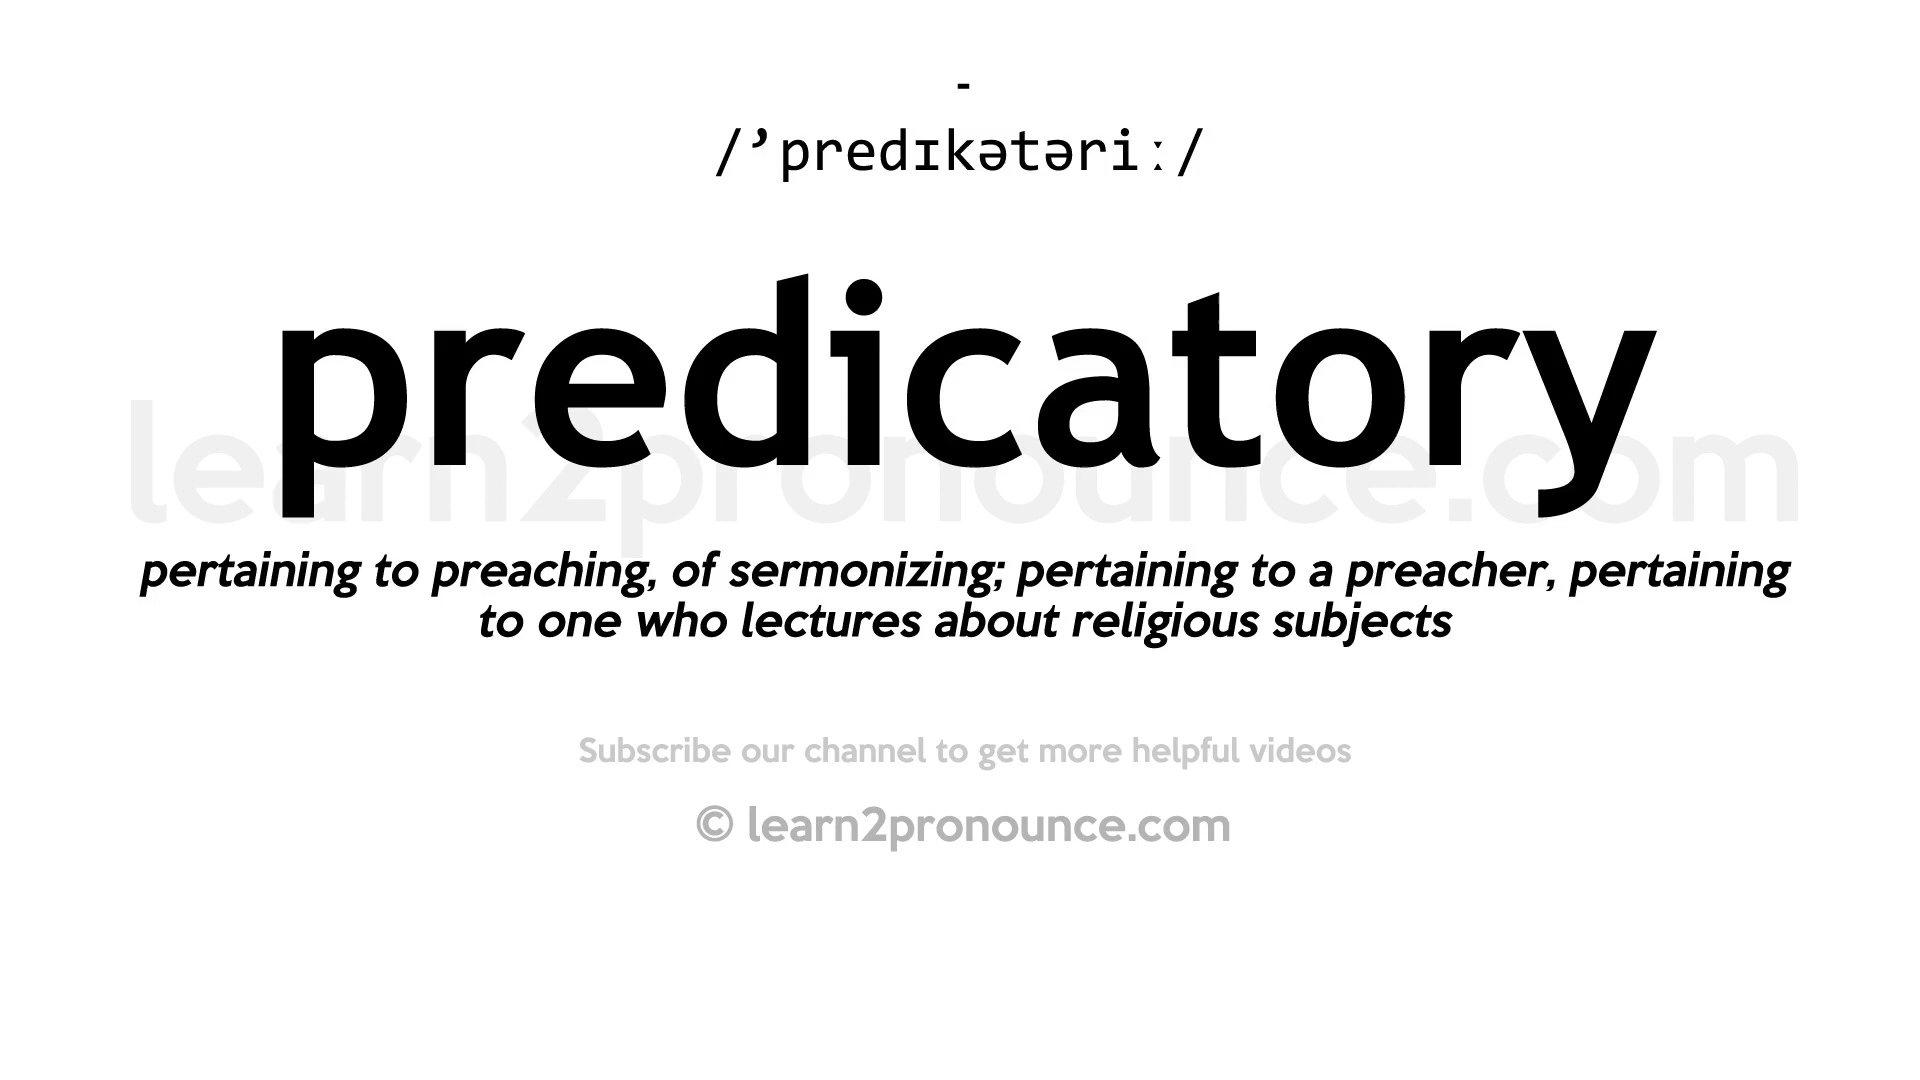 -
/’predɪkətəriː/
predicatory
learn2pronounce.com
pertaining to preaching, of sermonizing; pertaining to a preacher, pertaining
to one who lectures about religious subjects
Subscribe our channel to get more helpful videos
© learn2pronounce.com